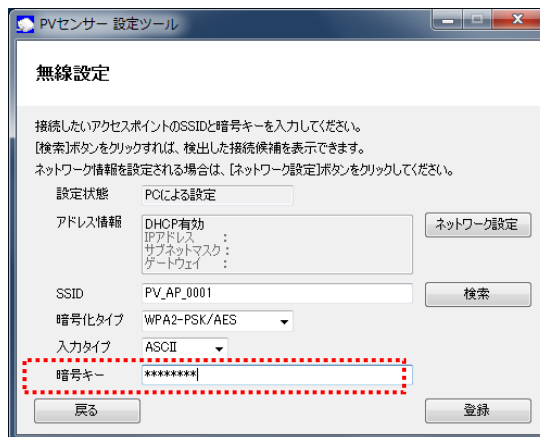 PVセンサー 設定ツール
無線設定
接続したいアクセスポイントのSSIDと暗号キーを入力してください。
[検索]ボタンをクリックすれば、検出した接続候補を表示できます。
ネットワーク情報を設定される場合は、[ネットワーク設定]ボタンをクリックしてください。
設定状態 PCによる設定
アドレス情報 DHCP有効 ネットワーク設定
IPアドレス :
サブネットマスク :
ゲートウェイ :
SSID PV_AP_0001 検索
暗号化タイプ WPA2-PSK/AES
入力タイプ ASCII
暗号キー ********
戻る 登録